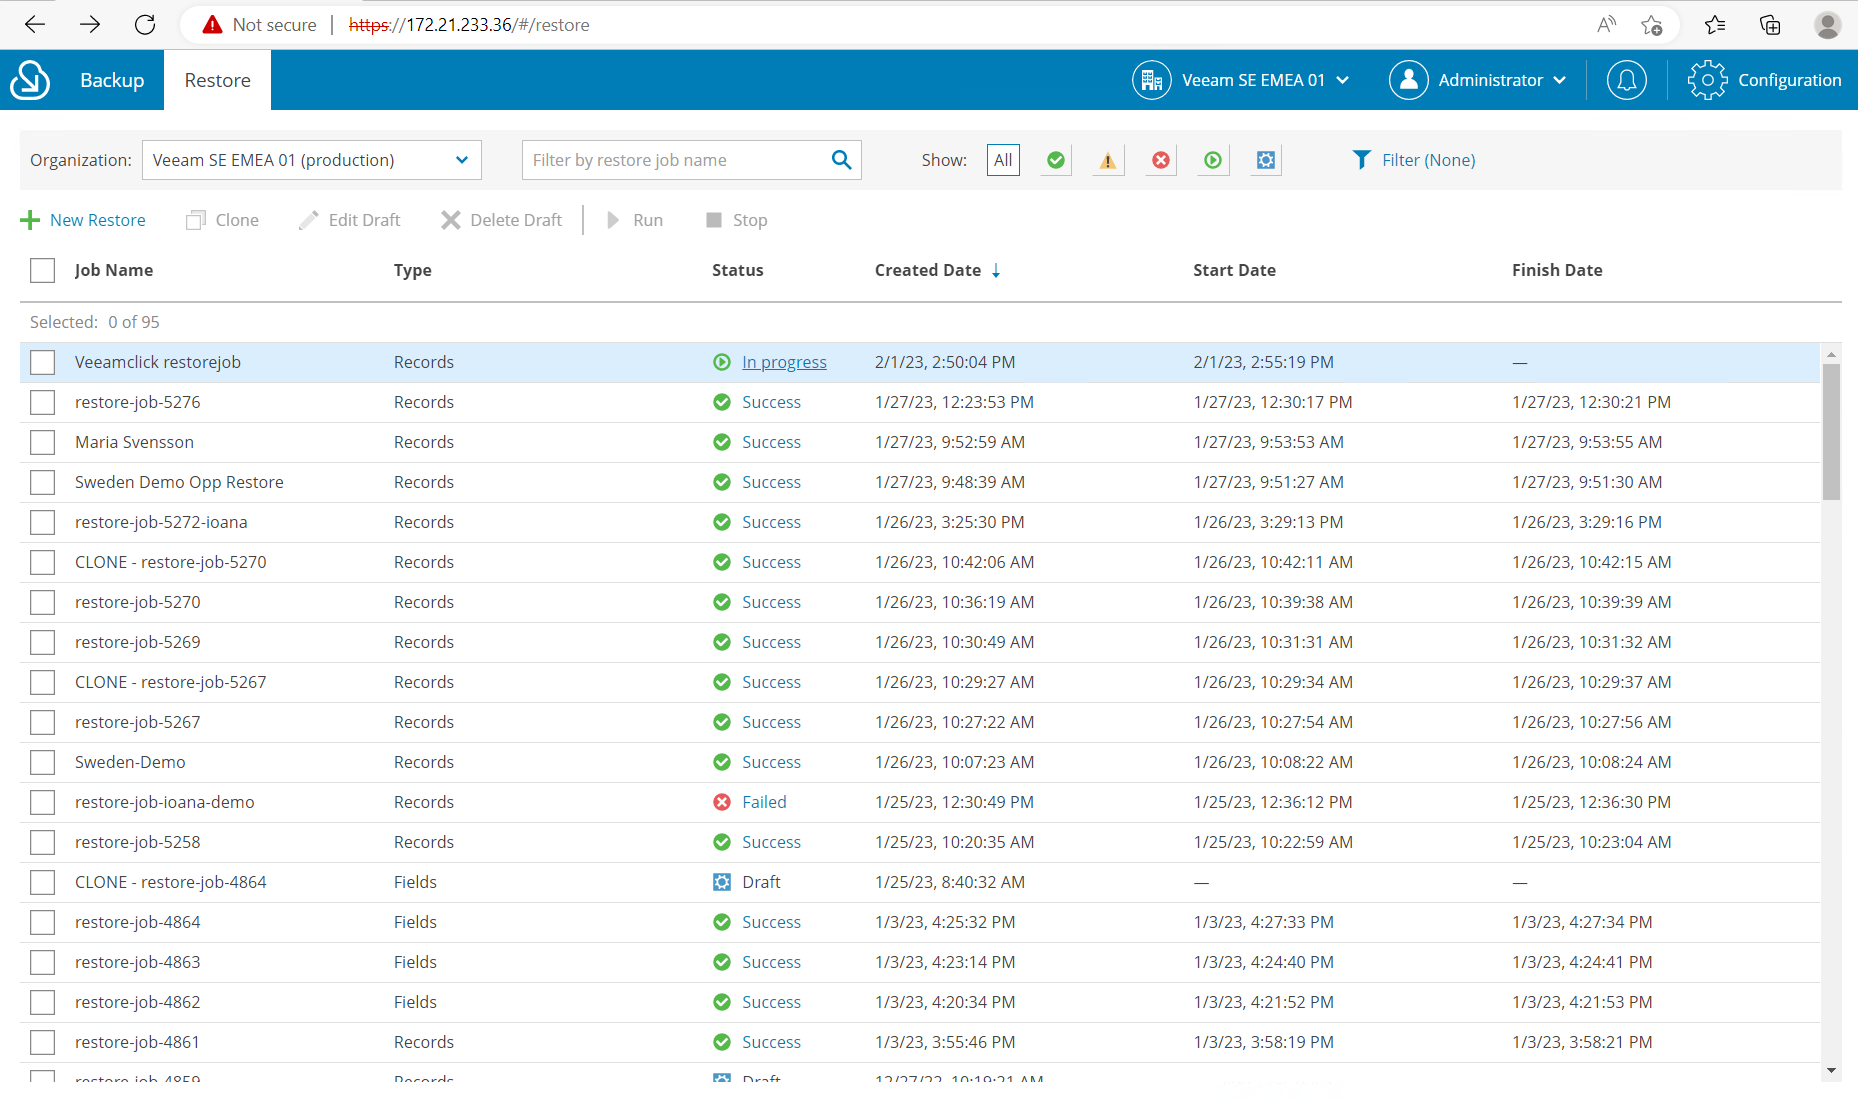 Not secure | https://172.21.233.36/#/restore
Backup Restore Veeam SE EMEA 01 Administrator Configuration
Organization: Veeam SE EMEA 01 (production) Filter by restore job name Show: All Filter (None)
New Restore Clone Edit Draft Delete Draft Run Stop
Job Name Type Status Created Date ↓ Start Date Finish Date
Selected: 0 of 95
Veeamclick restorejob Records In progress 2/1/23, 2:50:04 PM 2/1/23, 2:55:19 PM —
restore-job-5276 Records Success 1/27/23, 12:23:53 PM 1/27/23, 12:30:17 PM 1/27/23, 12:30:21 PM
Maria Svensson Records Success 1/27/23, 9:52:59 AM 1/27/23, 9:53:53 AM 1/27/23, 9:53:55 AM
Sweden Demo Opp Restore Records Success 1/27/23, 9:48:39 AM 1/27/23, 9:51:27 AM 1/27/23, 9:51:30 AM
restore-job-5272-ioana Records Success 1/26/23, 3:25:30 PM 1/26/23, 3:29:13 PM 1/26/23, 3:29:16 PM
CLONE - restore-job-5270 Records Success 1/26/23, 10:42:06 AM 1/26/23, 10:42:11 AM 1/26/23, 10:42:15 AM
restore-job-5270 Records Success 1/26/23, 10:36:19 AM 1/26/23, 10:39:38 AM 1/26/23, 10:39:39 AM
restore-job-5269 Records Success 1/26/23, 10:30:49 AM 1/26/23, 10:31:31 AM 1/26/23, 10:31:32 AM
CLONE - restore-job-5267 Records Success 1/26/23, 10:29:27 AM 1/26/23, 10:29:34 AM 1/26/23, 10:29:37 AM
restore-job-5267 Records Success 1/26/23, 10:27:22 AM 1/26/23, 10:27:54 AM 1/26/23, 10:27:56 AM
Sweden-Demo Records Success 1/26/23, 10:07:23 AM 1/26/23, 10:08:22 AM 1/26/23, 10:08:24 AM
restore-job-ioana-demo Records Failed 1/25/23, 12:30:49 PM 1/25/23, 12:36:12 PM 1/25/23, 12:36:30 PM
restore-job-5258 Records Success 1/25/23, 10:20:35 AM 1/25/23, 10:22:59 AM 1/25/23, 10:23:04 AM
CLONE - restore-job-4864 Fields Draft 1/25/23, 8:40:32 AM — —
restore-job-4864 Fields Success 1/3/23, 4:25:32 PM 1/3/23, 4:27:33 PM 1/3/23, 4:27:34 PM
restore-job-4863 Fields Success 1/3/23, 4:23:14 PM 1/3/23, 4:24:40 PM 1/3/23, 4:24:41 PM
restore-job-4862 Fields Success 1/3/23, 4:20:34 PM 1/3/23, 4:21:52 PM 1/3/23, 4:21:53 PM
restore-job-4861 Records Success 1/3/23, 3:55:46 PM 1/3/23, 3:58:19 PM 1/3/23, 3:58:21 PM
restore-job-4859 Records Draft 12/27/22, 10:19:21 AM